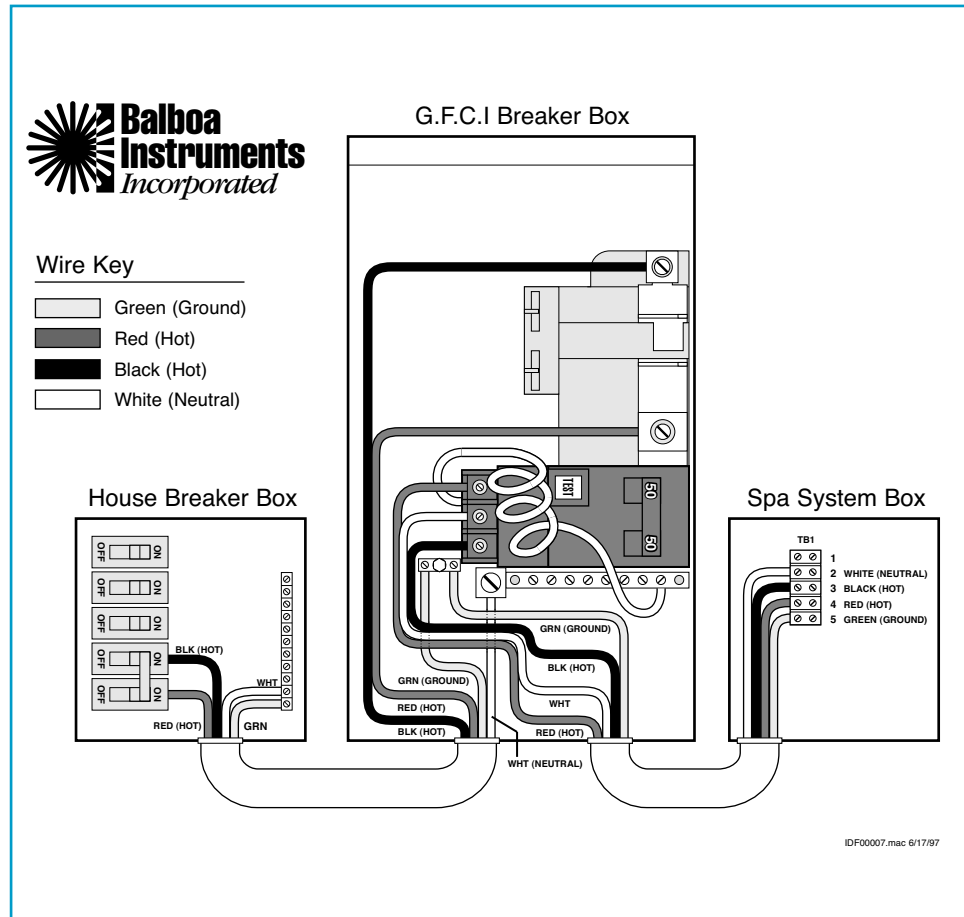 Balboa
Instruments
Incorporated
G.F.C.I Breaker Box
Wire Key
Green (Ground)
Red (Hot)
Black (Hot)
White (Neutral)
House Breaker Box
ON
OFF
ON
OFF
ON
OFF
ON
OFF
ON
OFF
BLK (HOT)
WHT
RED (HOT)
GRN
TEST
50
50
GRN (GROUND)
BLK (HOT)
GRN (GROUND)
WHT
RED (HOT)
BLK (HOT)
RED (HOT)
WHT (NEUTRAL)
Spa System Box
TB1
1
2 WHITE (NEUTRAL)
3 BLACK (HOT)
4 RED (HOT)
5 GREEN (GROUND)
IDF00007.mac 6/17/97